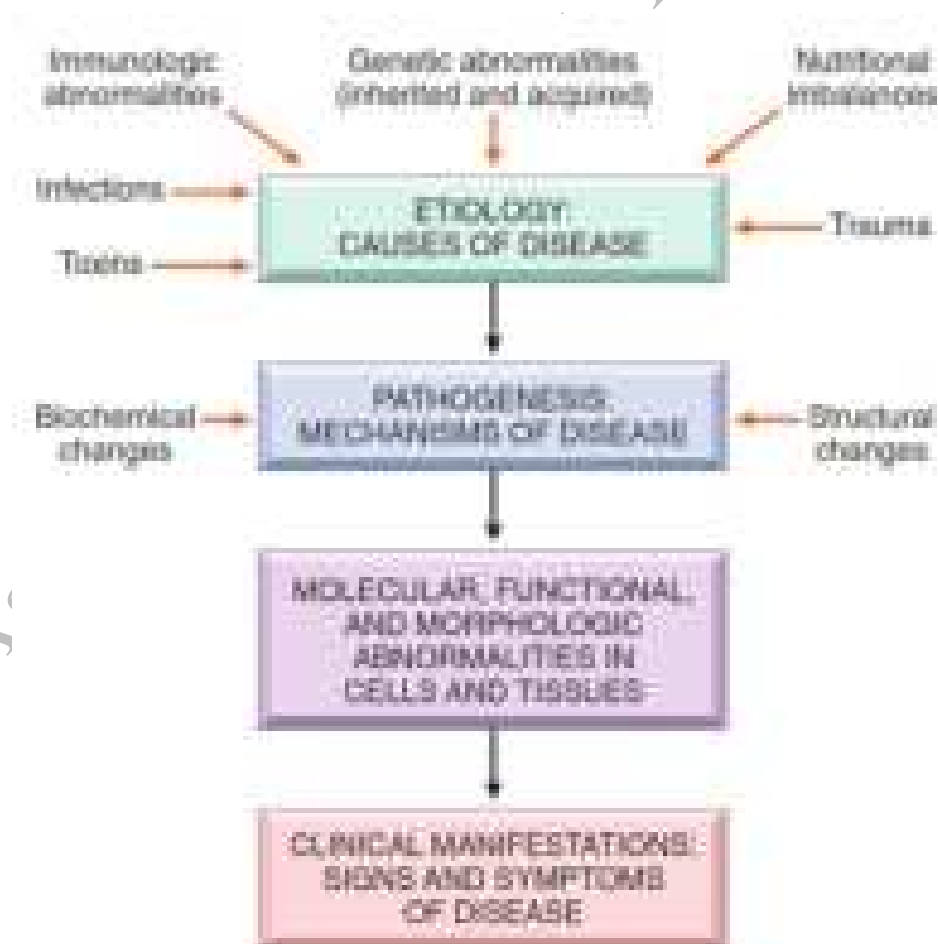 Immunologic
abnormalities
Genetic abnormalities
(inherited and acquired)
Nutritional
imbalances
Infections
Toxins
Trauma
ETIOLOGY:
CAUSES OF DISEASE
Biochemical
changes
PATHOGENESIS:
MECHANISMS OF DISEASE
Structural
changes
MOLECULAR, FUNCTIONAL,
AND MORPHOLOGIC
ABNORMALITIES IN
CELLS AND TISSUES
CLINICAL MANIFESTATIONS:
SIGNS AND SYMPTOMS
OF DISEASE